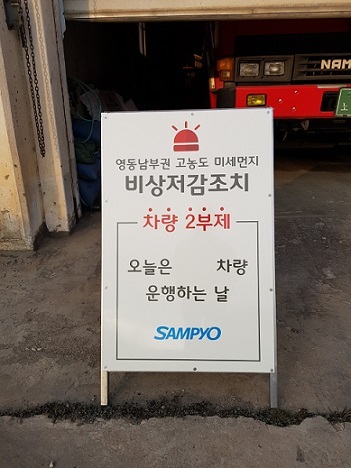 NAM
영동남부권 고농도 미세먼지
비상저감조치
차량 2부제
오늘은 차량
운행하는 날
SAMPYO